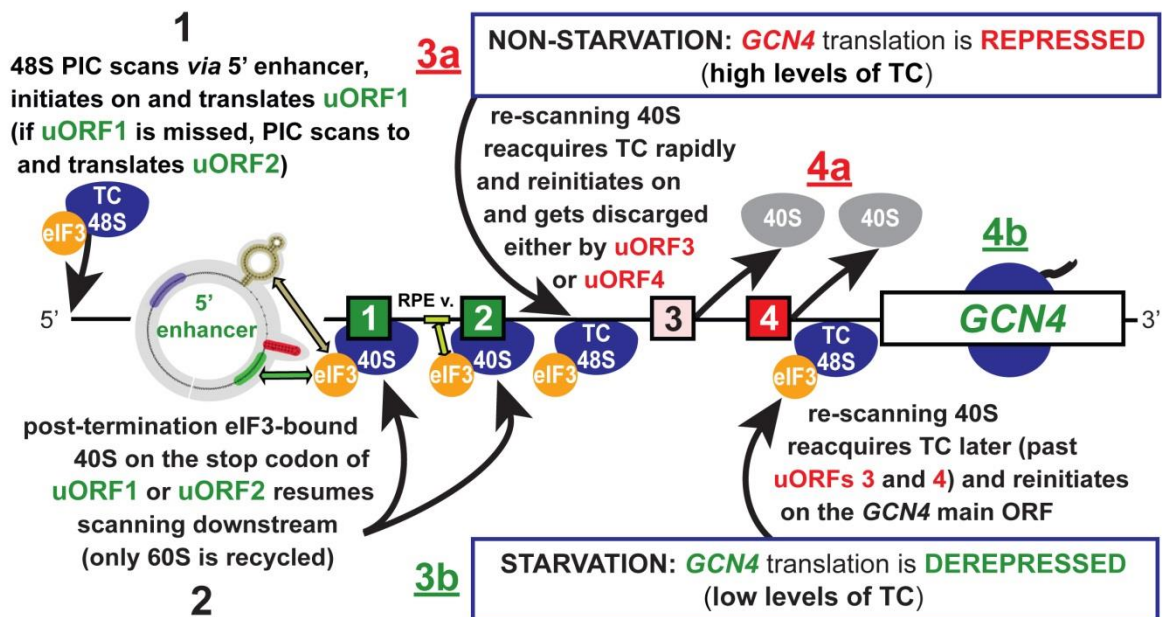 1
48S PIC scans via 5’ enhancer,
initiates on and translates uORF1
(if uORF1 is missed, PIC scans to
and translates uORF2)
3a
NON-STARVATION: GCN4 translation is REPRESSED
(high levels of TC)
re-scanning 40S
reacquires TC rapidly
and reinitiates on
and gets discarged
either by uORF3
or uORF4
4a
40S
40S
4b
TC
48S
eIF3
5’
5’
enhancer
1
RPE v.
2
3
4
GCN4
3’
eIF3
40S
eIF3
40S
eIF3
TC
48S
eIF3
TC
48S
post-termination eIF3-bound
40S on the stop codon of
uORF1 or uORF2 resumes
scanning downstream
(only 60S is recycled)
2
re-scanning 40S
reacquires TC later (past
uORFs 3 and 4) and reinitiates
on the GCN4 main ORF
3b
STARVATION: GCN4 translation is DEREPRESSED
(low levels of TC)